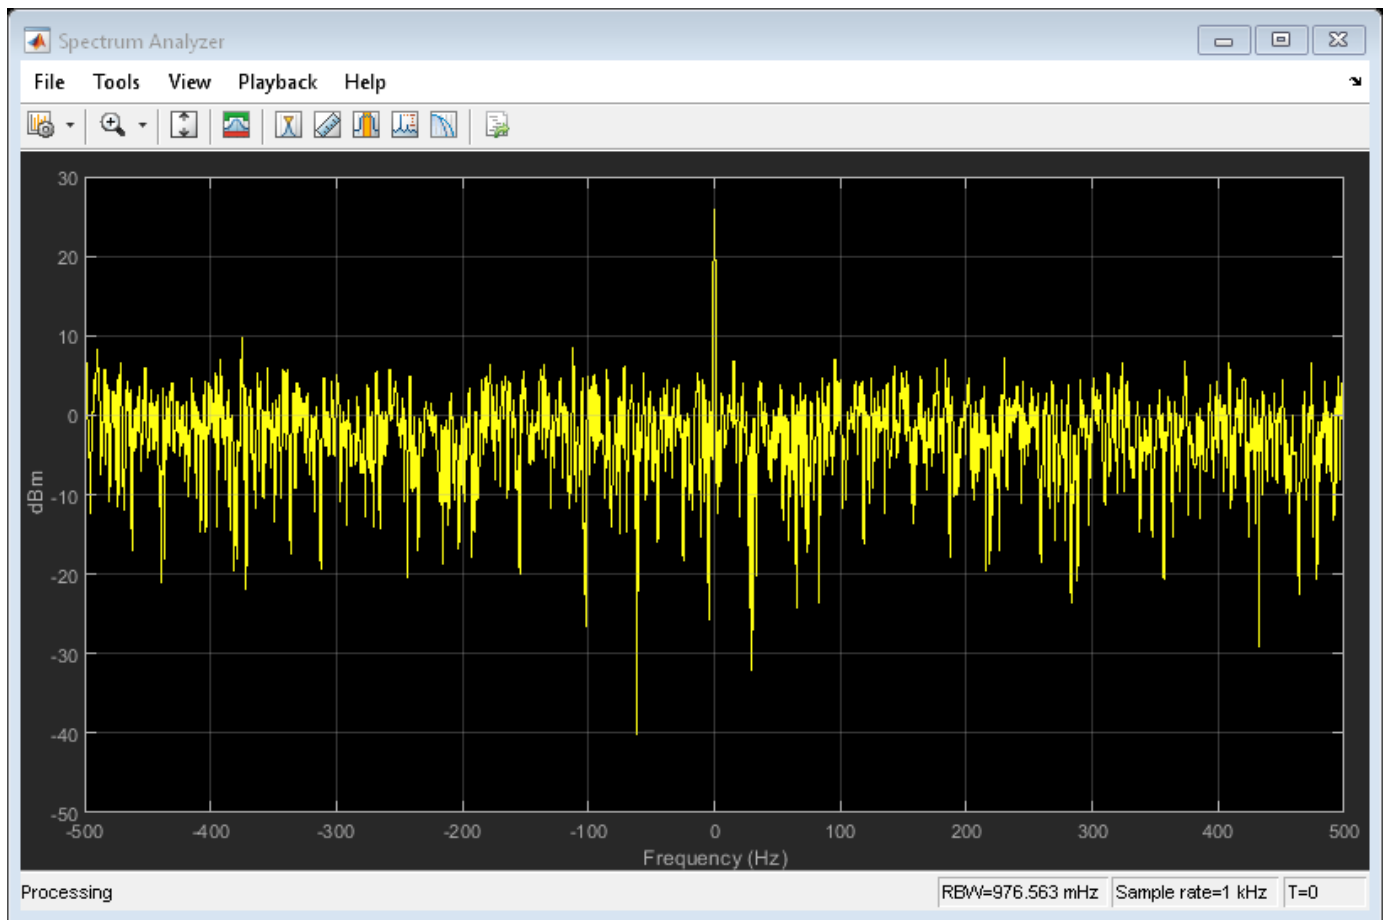 Spectrum Analyzer
File Tools View Playback Help
30
20
10
0
-10
-20
-30
-40
-50
dBm
-500 -400 -300 -200 -100 0 100 200 300 400 500
Frequency (Hz)
Processing RBW=976.563 mHz Sample rate=1 kHz T=0